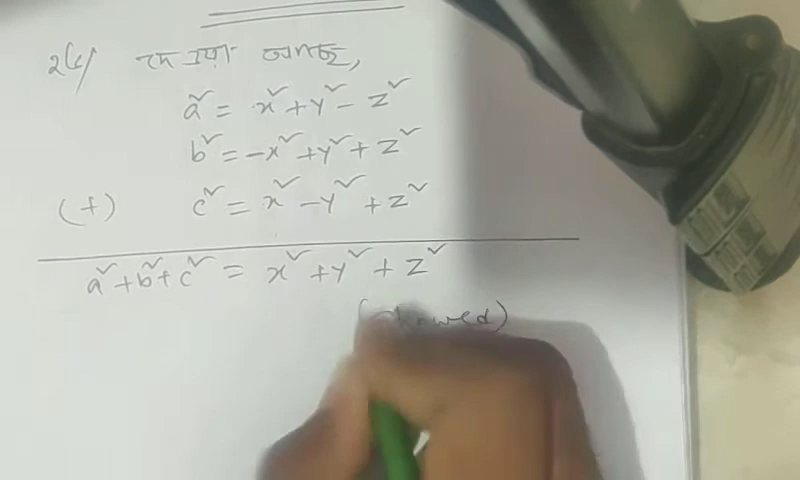 দেওয়া আছে,
a² = x² + y² - z²
b² = -x² + y² + z²
(+) c² = x² - y² + z²
a² + b² + c² = x² + y² + z²
(Showed)